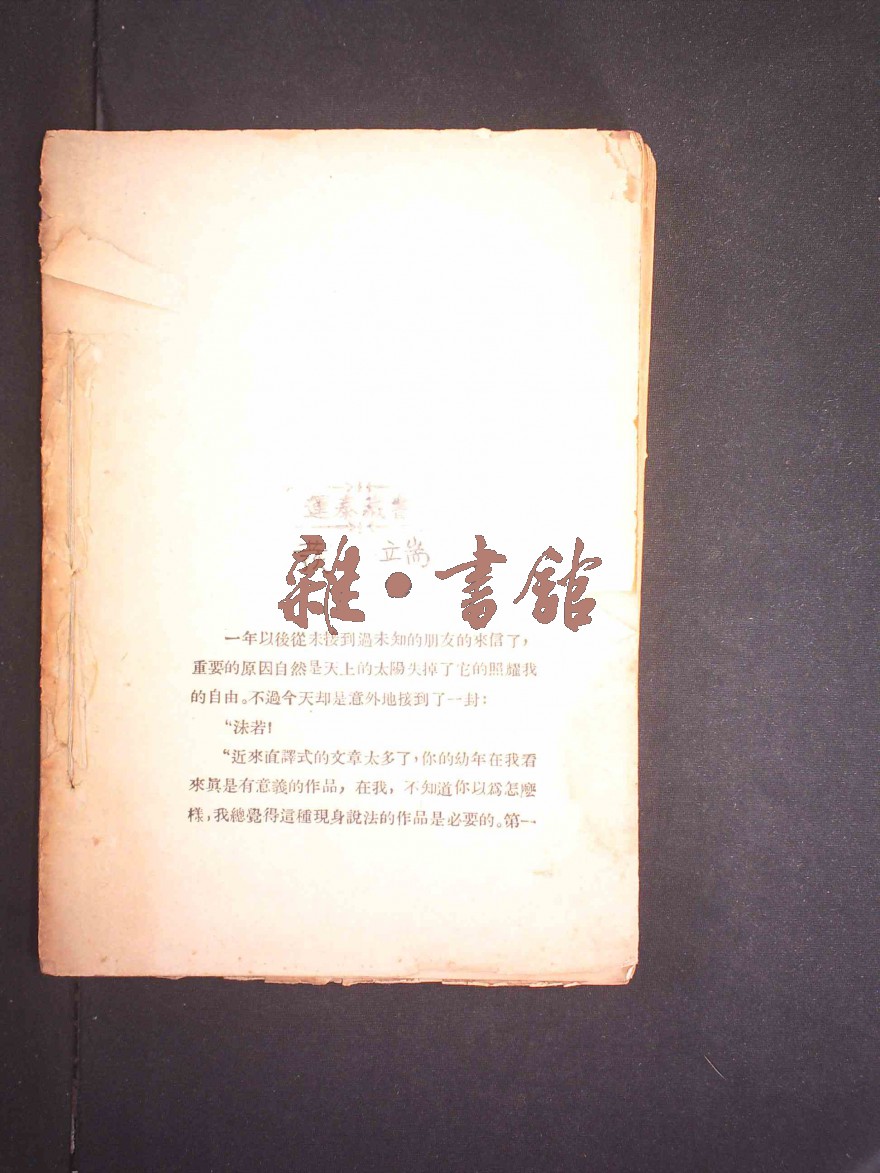 運泰藏書
立耑
雜·書館
一年以後從未接到過未知的朋友的來信了，
重要的原因自然是天上的太陽失掉了它的照耀我
的自由。不過今天却是意外地接到了一封：
“沫若！
“近來直譯式的文章太多了，你的幼年在我看
來眞是有意義的作品，在我，不知道你以爲怎麼
樣，我總覺得這種現身說法的作品是必要的。第一